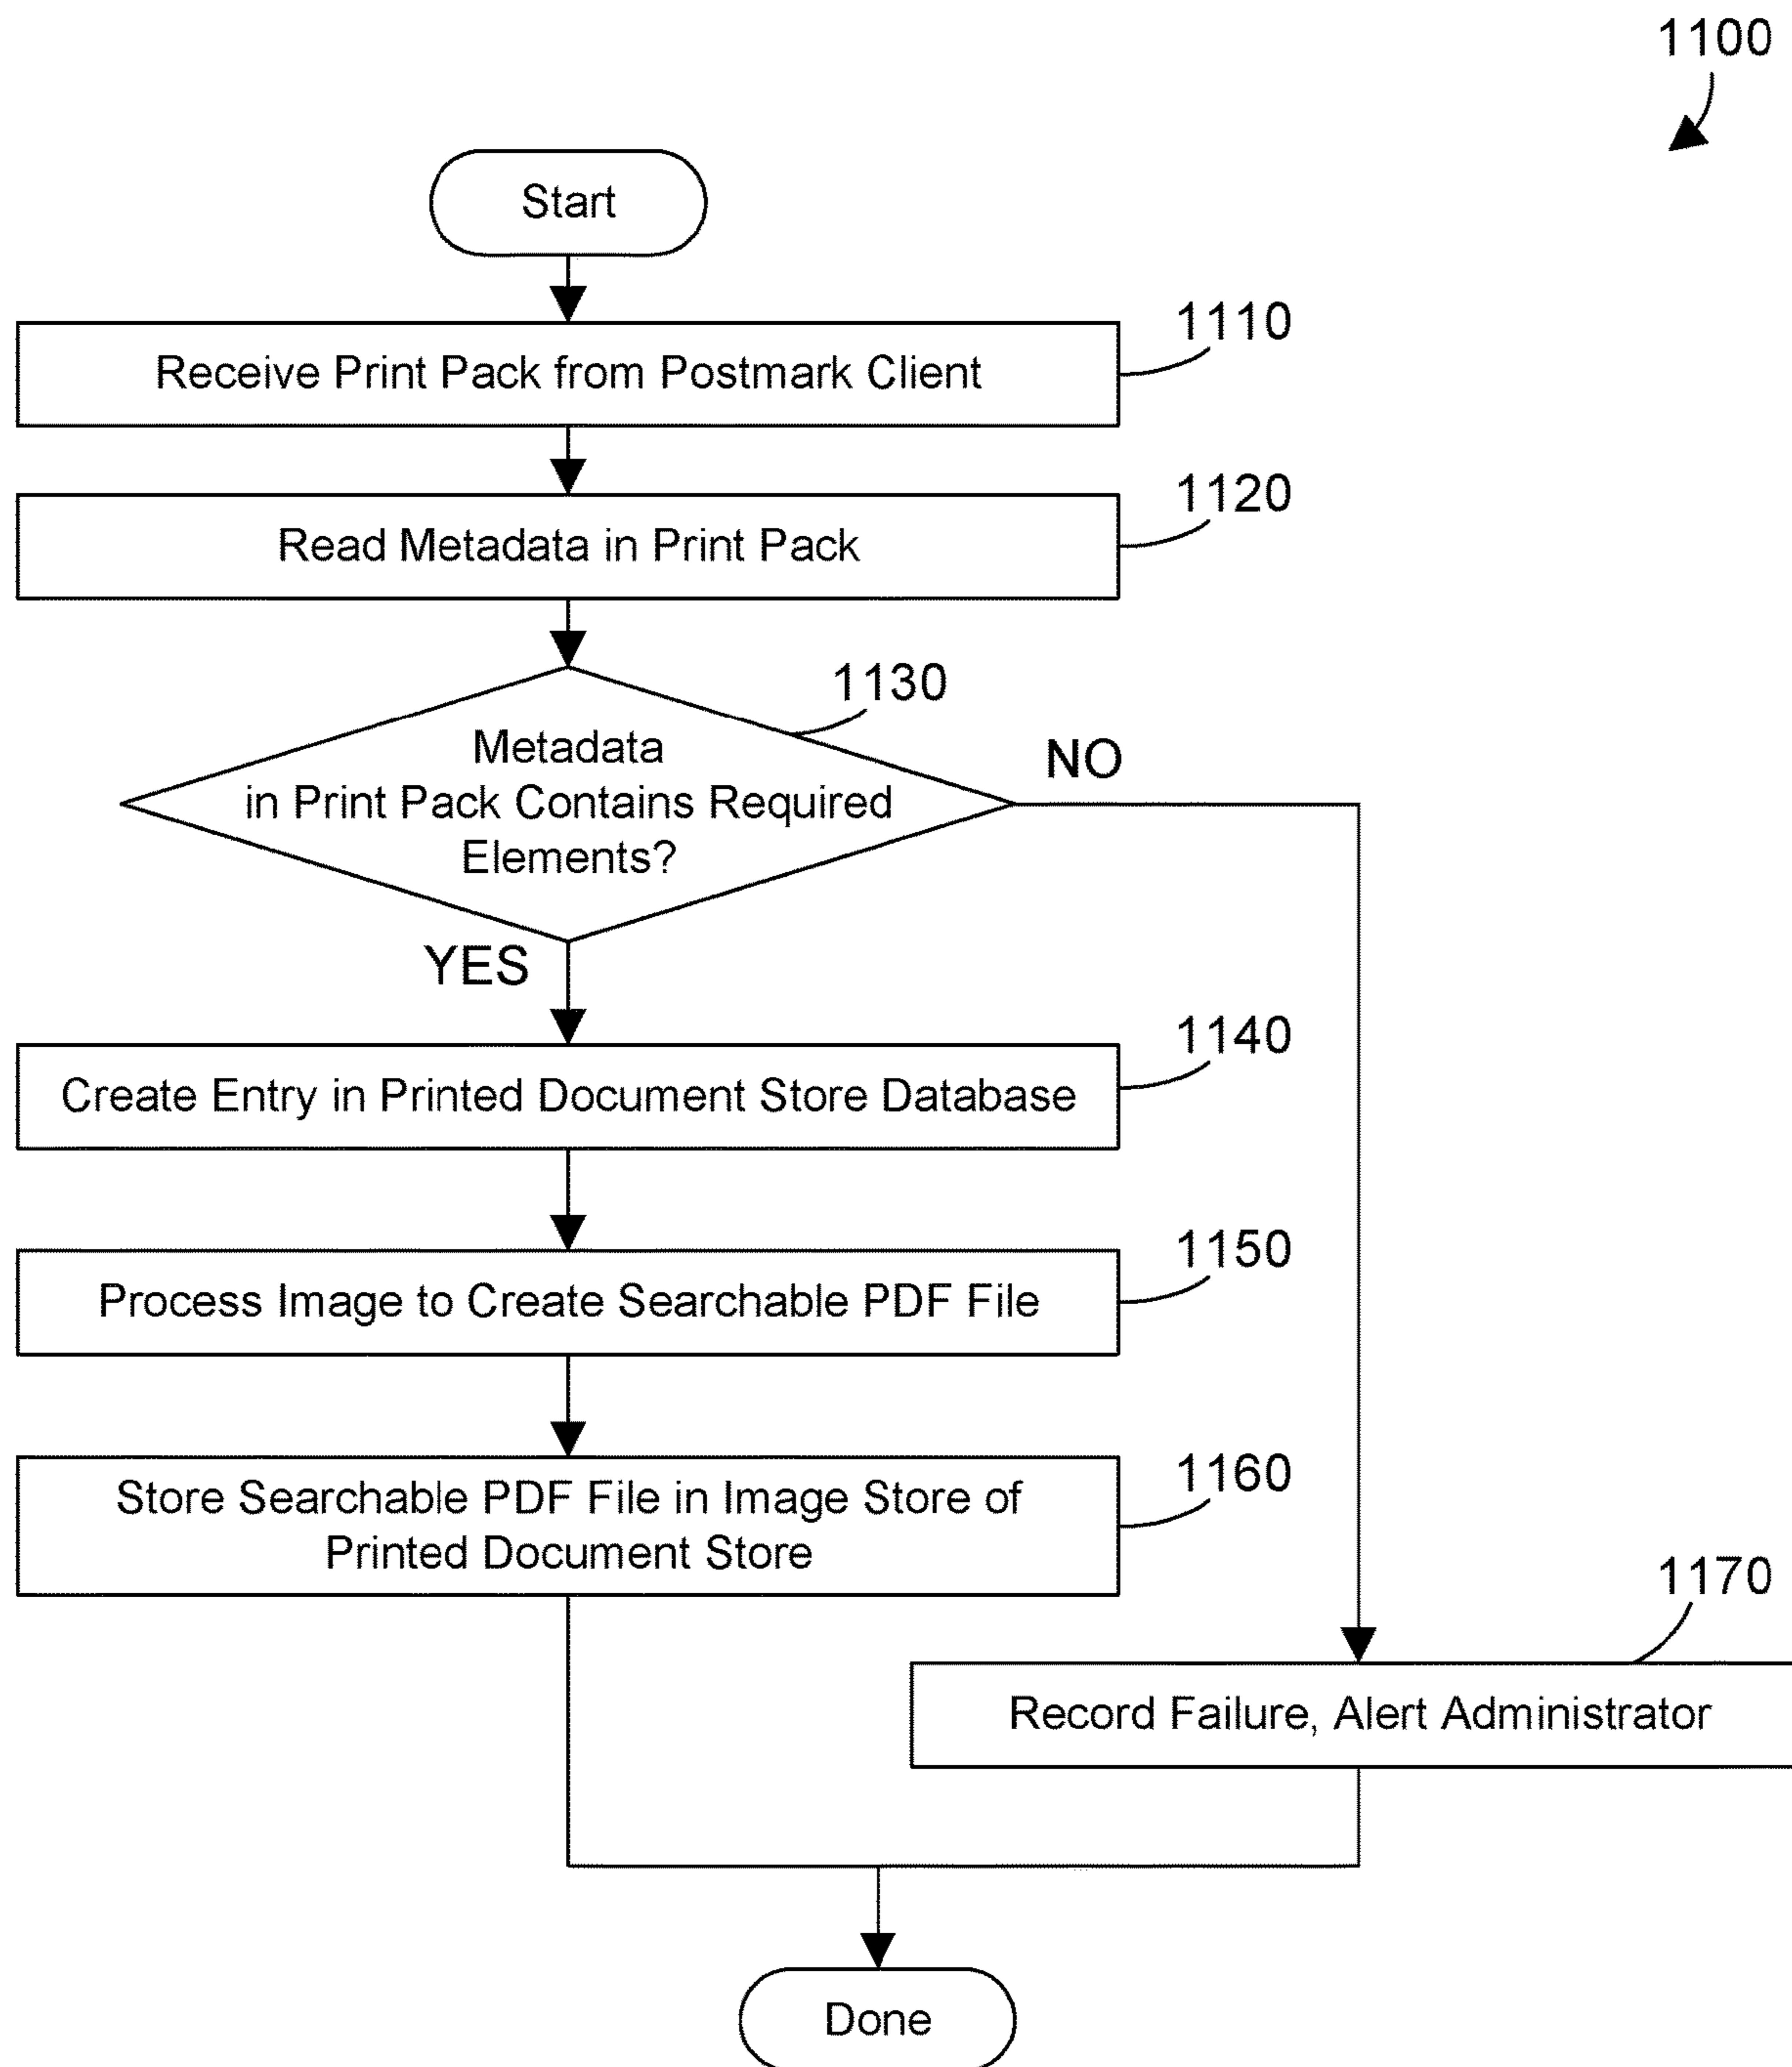 1100
Start
1110
Receive Print Pack from Postmark Client
1120
Read Metadata in Print Pack
1130
Metadata
in Print Pack Contains Required
Elements?
NO
YES
1140
Create Entry in Printed Document Store Database
1150
Process Image to Create Searchable PDF File
1160
Store Searchable PDF File in Image Store of
Printed Document Store
1170
Record Failure, Alert Administrator
Done